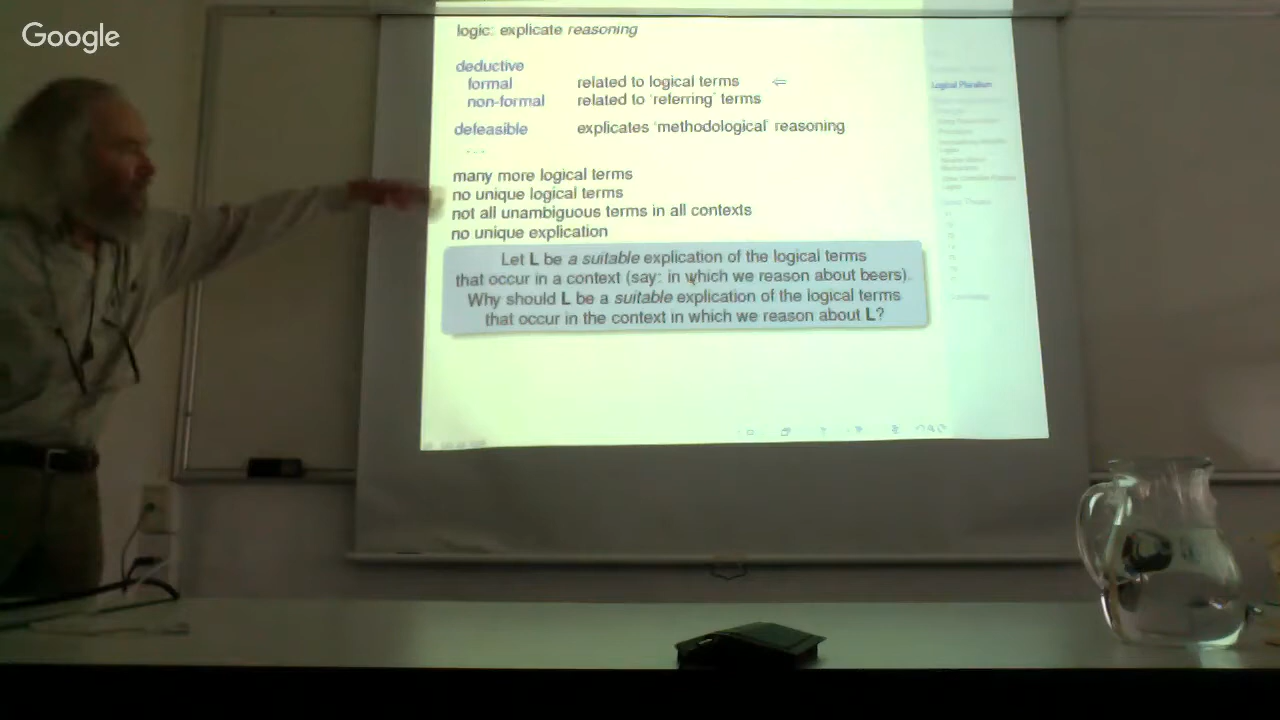 Google
logic: explicate reasoning
deductive
formal related to logical terms ⇐
non-formal related to 'referring' terms
defeasible explicates 'methodological' reasoning
...
many more logical terms
no unique logical terms
not all unambiguous terms in all contexts
no unique explication
Let L be a suitable explication of the logical terms
that occur in a context (say: in which we reason about beers).
Why should L be a suitable explication of the logical terms
that occur in the context in which we reason about L?
Logical Pluralism